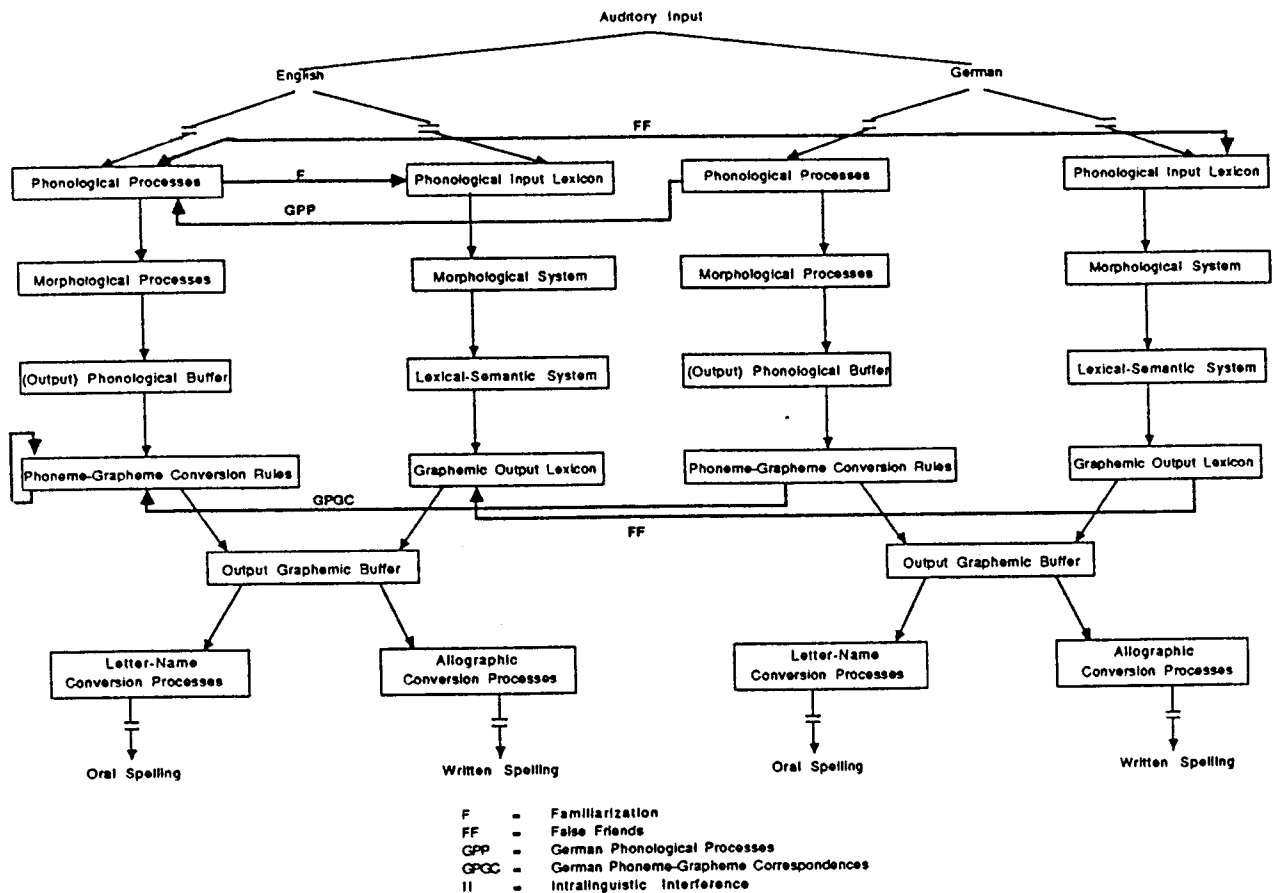 Auditory Input
English
German
FF
Phonological Processes
F
Phonological Input Lexicon
Phonological Processes
Phonological Input Lexicon
GPP
Morphological Processes
Morphological System
Morphological Processes
Morphological System
(Output) Phonological Buffer
Lexical-Semantic System
(Output) Phonological Buffer
Lexical-Semantic System
Phoneme-Grapheme Conversion Rules
Graphemic Output Lexicon
Phoneme-Grapheme Conversion Rules
Graphemic Output Lexicon
GPGC
FF
Output Graphemic Buffer
Output Graphemic Buffer
Letter-Name
Conversion Processes
Allographic
Conversion Processes
Letter-Name
Conversion Processes
Allographic
Conversion Processes
Oral Spelling
Written Spelling
Oral Spelling
Written Spelling
F = Familiarization
FF = False Friends
GPP = German Phonological Processes
GPGC = German Phoneme-Grapheme Correspondences
II = Intralinguistic Interference